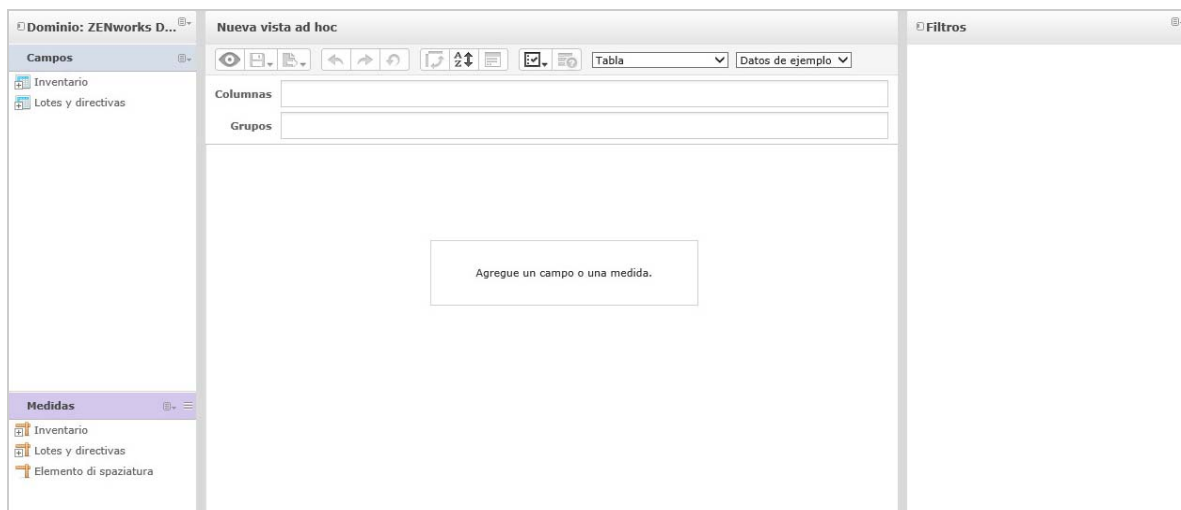 Dominio: ZENworks D...
Campos
Inventario
Lotes y directivas
Medidas
Inventario
Lotes y directivas
Elemento di spaziatura
Nueva vista ad hoc
Tabla
Datos de ejemplo
Columnas
Grupos
Agregue un campo o una medida.
Filtros